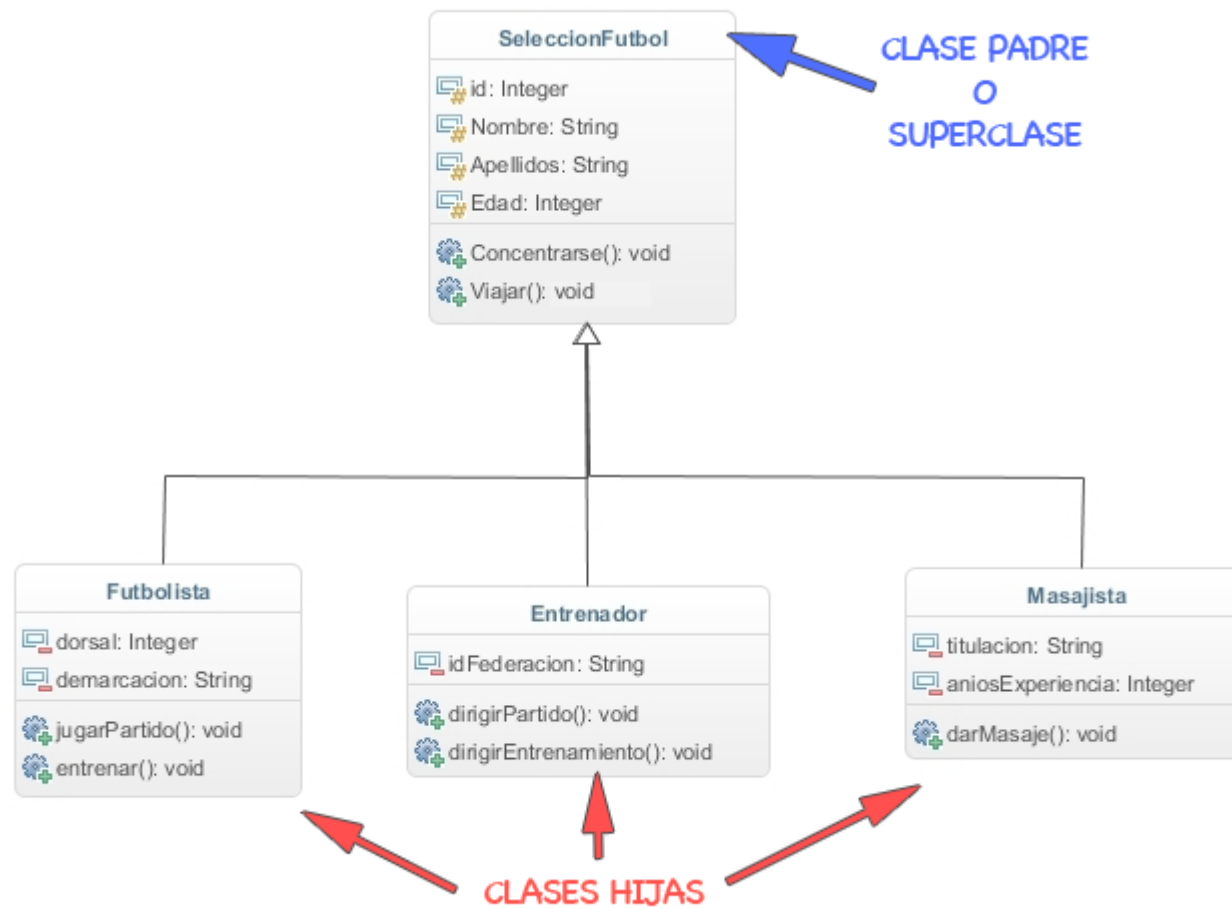 SeleccionFutbol
id: Integer
Nombre: String
Apellidos: String
Edad: Integer
Concentrarse(): void
Viajar(): void
CLASE PADRE
O
SUPERCLASE
Futbolista
dorsal: Integer
demarcacion: String
jugarPartido(): void
entrenar(): void
Entrenador
idFederacion: String
dirigirPartido(): void
dirigirEntrenamiento(): void
Masajista
titulacion: String
aniosExperiencia: Integer
darMasaje(): void
CLASES HIJAS